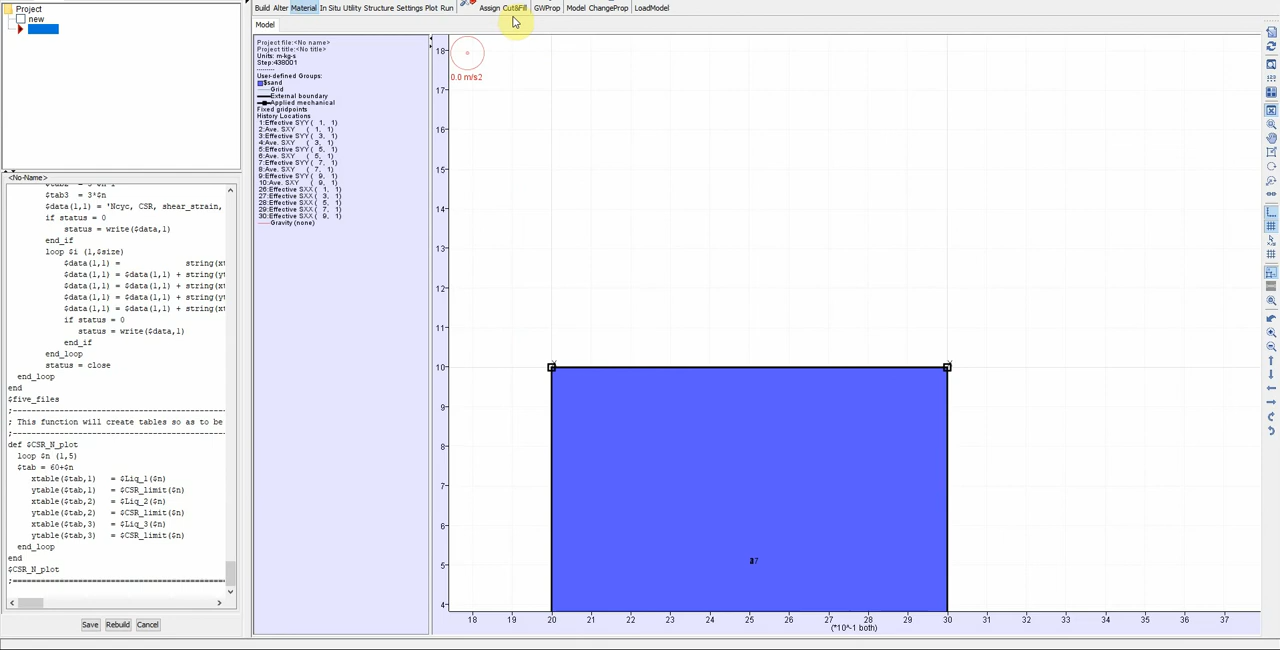 Project
new
Build Alter Material In Situ Utility Structure Settings Plot Run
Assign Cut&Fill GWProp Model ChangeProp LoadModel
Model
<No-Name>
$tab3 = 3*$n
$data(1,1) = 'Ncyc, CSR, shear_strain,
if status = 0
status = write($data,1)
end_if
loop $i (1,$size)
$data(1,1) = string(xt
$data(1,1) = $data(1,1) + string(yt
$data(1,1) = $data(1,1) + string(xt
$data(1,1) = $data(1,1) + string(yt
$data(1,1) = $data(1,1) + string(xt
if status = 0
status = write($data,1)
end_if
end_loop
status = close
end_loop
end
$five_files
;-----------------------------------------
; This function will create tables so as to be
;-----------------------------------------
def $CSR_N_plot
loop $n (1,5)
$tab = 60+$n
xtable($tab,1) = $Liq_1($n)
ytable($tab,1) = $CSR_limit($n)
xtable($tab,2) = $Liq_2($n)
ytable($tab,2) = $CSR_limit($n)
xtable($tab,3) = $Liq_3($n)
ytable($tab,3) = $CSR_limit($n)
end_loop
end
$CSR_N_plot
;=========================================
Save Rebuild Cancel
Project file:<No name>
Project title:<No title>
Units: m-kg-s
Step:438001
User-defined Groups:
$sand
Grid
External boundary
Applied mechanical
Fixed gridpoints
History Locations
1:Effective SYY ( 1, 1)
2:Ave. SXY ( 1, 1)
3:Effective SYY ( 3, 1)
4:Ave. SXY ( 3, 1)
5:Effective SYY ( 5, 1)
6:Ave. SXY ( 5, 1)
7:Effective SYY ( 7, 1)
8:Ave. SXY ( 7, 1)
9:Effective SYY ( 9, 1)
10:Ave. SXY ( 9, 1)
26:Effective SXX ( 1, 1)
27:Effective SXX ( 3, 1)
28:Effective SXX ( 5, 1)
29:Effective SXX ( 7, 1)
30:Effective SXX ( 9, 1)
Gravity (none)
0.0 m/s2
18
17
16
15
14
13
12
11
10
9
8
7
6
5
4
X X
18 19 20 21 22 23 24 25 26 27 28 29 30 31 32 33 34 35 36 37
(*10^-1 both)